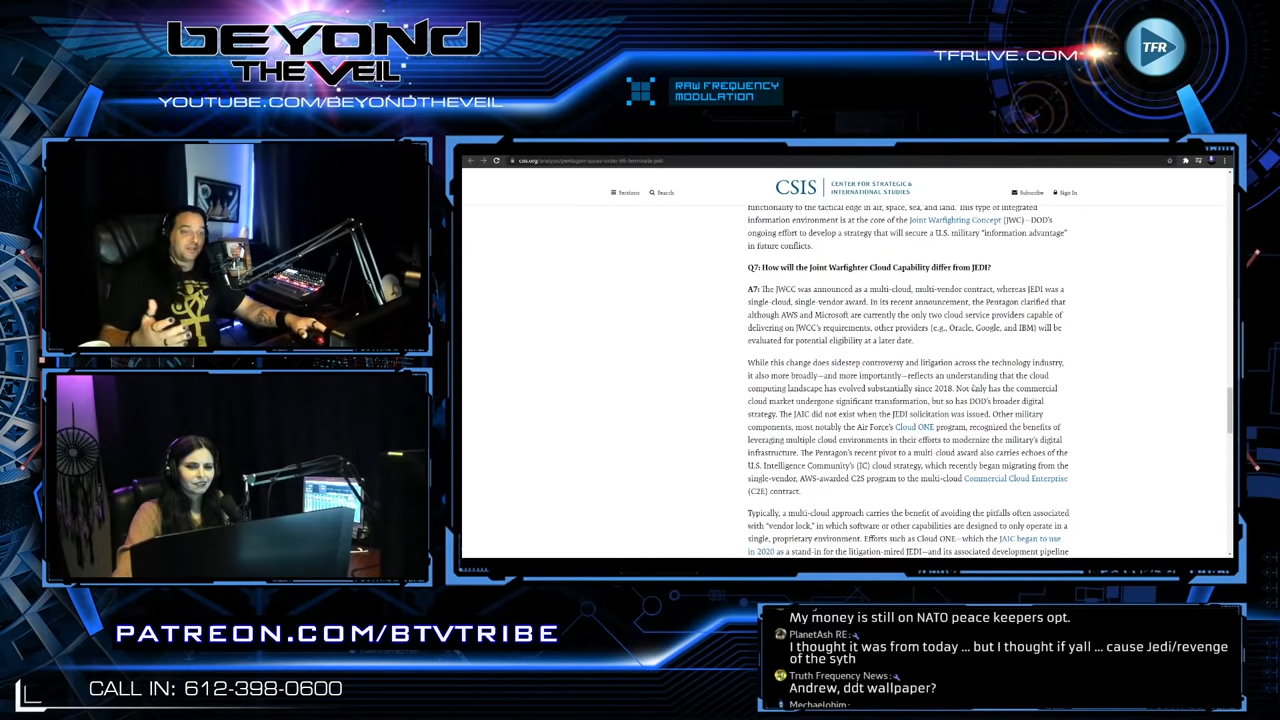 BEYOND
THE VEIL
YOUTUBE.COM/BEYONDTHEVEIL
RAW FREQUENCY
MODULATION
TFRLIVE.COM
TFR
csis.org/analysis/pentagon-issues-order-66-terminate-jedi
Sections
Search
CSIS
CENTER FOR STRATEGIC &
INTERNATIONAL STUDIES
Subscribe
Sign In
functionality to the tactical edge in air, space, sea, and land. This type of integrated
information environment is at the core of the Joint Warfighting Concept (JWC)—DOD's
ongoing effort to develop a strategy that will secure a U.S. military "information advantage"
in future conflicts.
Q7: How will the Joint Warfighter Cloud Capability differ from JEDI?
A7: The JWCC was announced as a multi-cloud, multi-vendor contract, whereas JEDI was a
single-cloud, single-vendor award. In its recent announcement, the Pentagon clarified that
although AWS and Microsoft are currently the only two cloud service providers capable of
delivering on JWCC's requirements, other providers (e.g., Oracle, Google, and IBM) will be
evaluated for potential eligibility at a later date.
While this change does sidestep controversy and litigation across the technology industry,
it also more broadly—and more importantly—reflects an understanding that the cloud
computing landscape has evolved substantially since 2018. Not only has the commercial
cloud market undergone significant transformation, but so has DOD's broader digital
strategy. The JAIC did not exist when the JEDI solicitation was issued. Other military
components, most notably the Air Force's Cloud ONE program, recognized the benefits of
leveraging multiple cloud environments in their efforts to modernize the military's digital
infrastructure. The Pentagon's recent pivot to a multi-cloud award also carries echoes of the
U.S. Intelligence Community's (IC) cloud strategy, which recently began migrating from the
single-vendor, AWS-awarded C2S program to the multi-cloud Commercial Cloud Enterprise
(C2E) contract.
Typically, a multi-cloud approach carries the benefit of avoiding the pitfalls often associated
with "vendor lock," in which software or other capabilities are designed to only operate in a
single, proprietary environment. Efforts such as Cloud ONE—which the JAIC began to use
in 2020 as a stand-in for the litigation-mired JEDI—and its associated development pipeline
PATREON.COM/BTVTRIBE
CALL IN: 612-398-0600
My money is still on NATO peace keepers opt.
PlanetAsh RE :
I thought it was from today ... but I thought if yall ... cause Jedi/revenge
of the syth
Truth Frequency News :
Andrew, ddt wallpaper?
Mechaelohim :